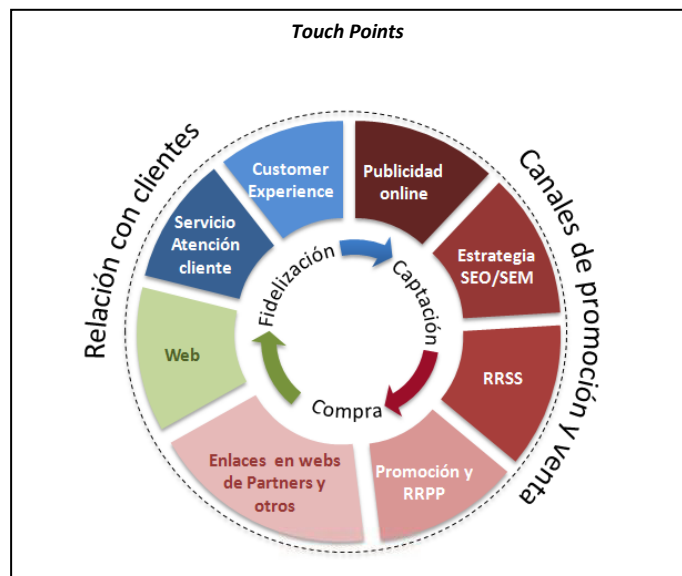 Touch Points
Relación con clientes
Canales de promoción y venta
Customer
Experience
Publicidad
online
Servicio
Atención
cliente
Estrategia
SEO/SEM
Fidelización
Captación
Web
RRSS
Compra
Enlaces en webs
de Partners y
otros
Promoción y
RRPP